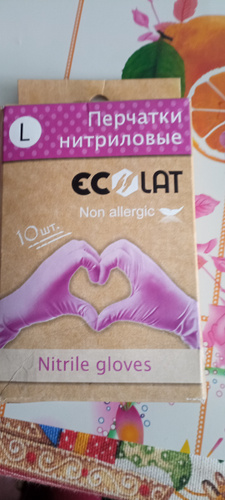 L
Перчатки
нитриловые
ECOLAT
Non allergic
10 шт.
Nitrile gloves